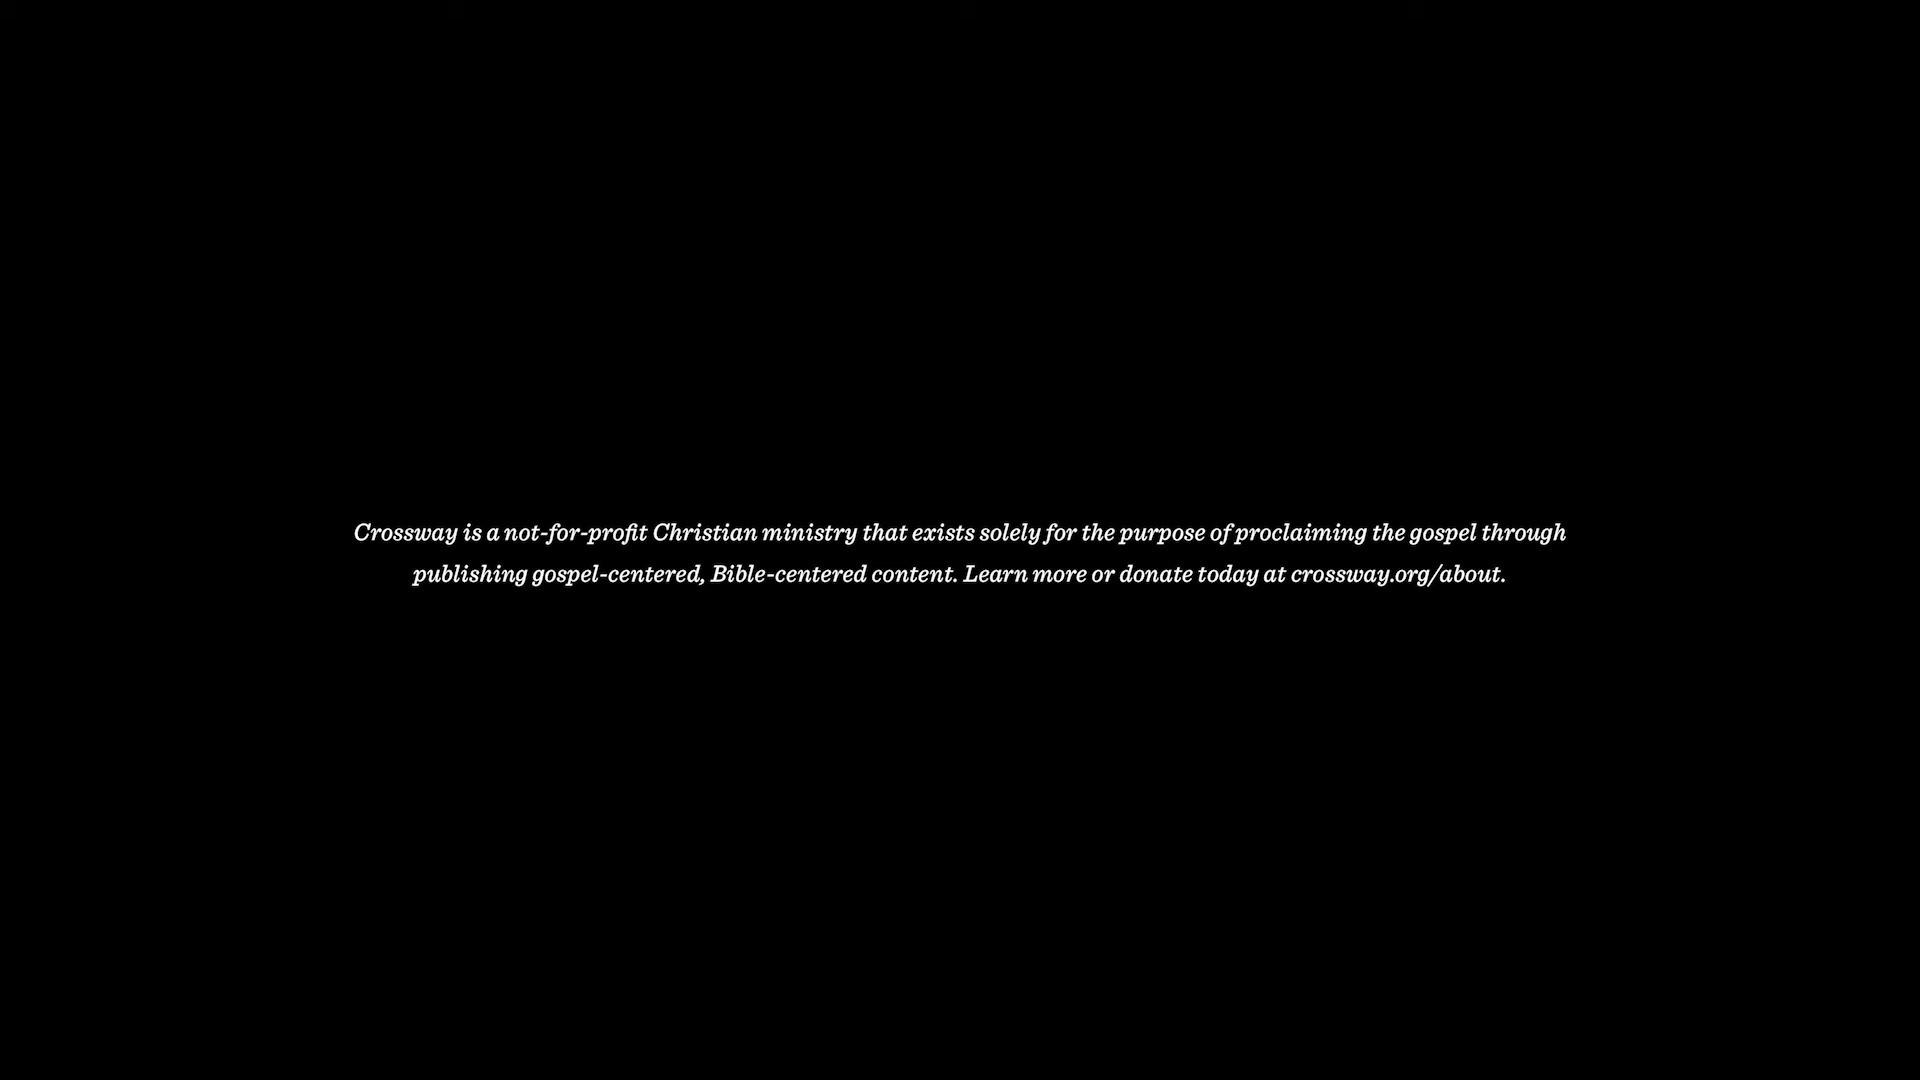 Crossway is a not-for-profit Christian ministry that exists solely for the purpose of proclaiming the gospel through
publishing gospel-centered, Bible-centered content. Learn more or donate today at crossway.org/about.